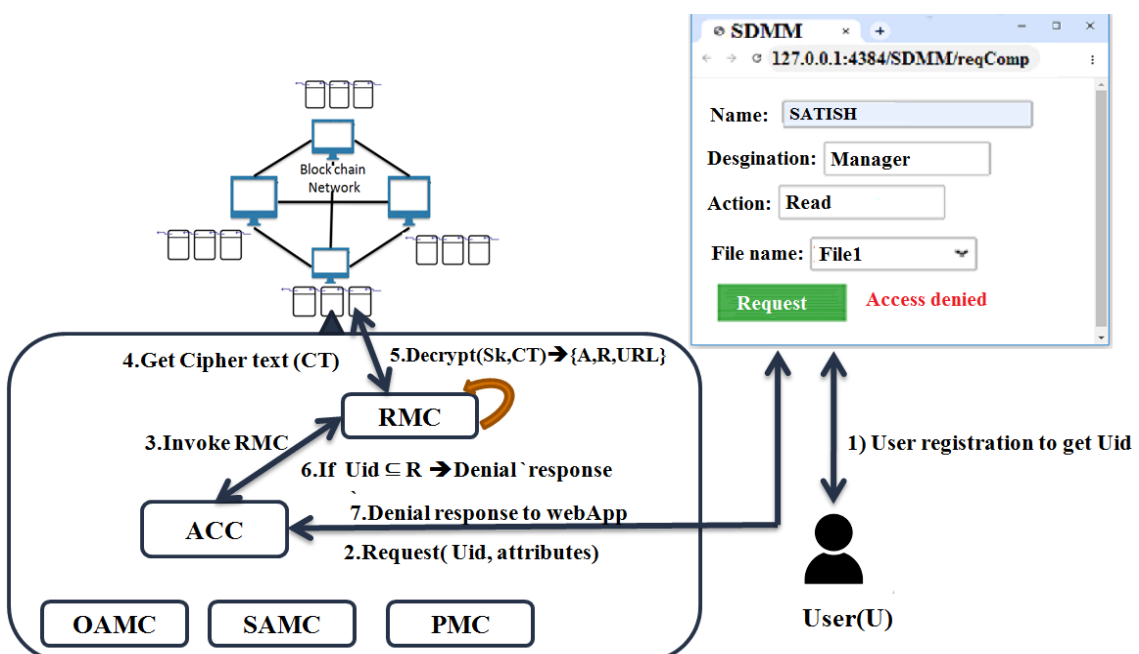 SDMM
127.0.0.1:4384/SDMM/reqComp
Name: SATISH
Desgination: Manager
Action: Read
File name: File1
Request Access denied
Block chain
Network
4.Get Cipher text (CT)
5.Decrypt(Sk,CT)➔{A,R,URL}
RMC
3.Invoke RMC
6.If Uid ⊆ R ➔Denial `response
`
7.Denial response to webApp
ACC
2.Request( Uid, attributes)
OAMC SAMC PMC
1) User registration to get Uid
User(U)